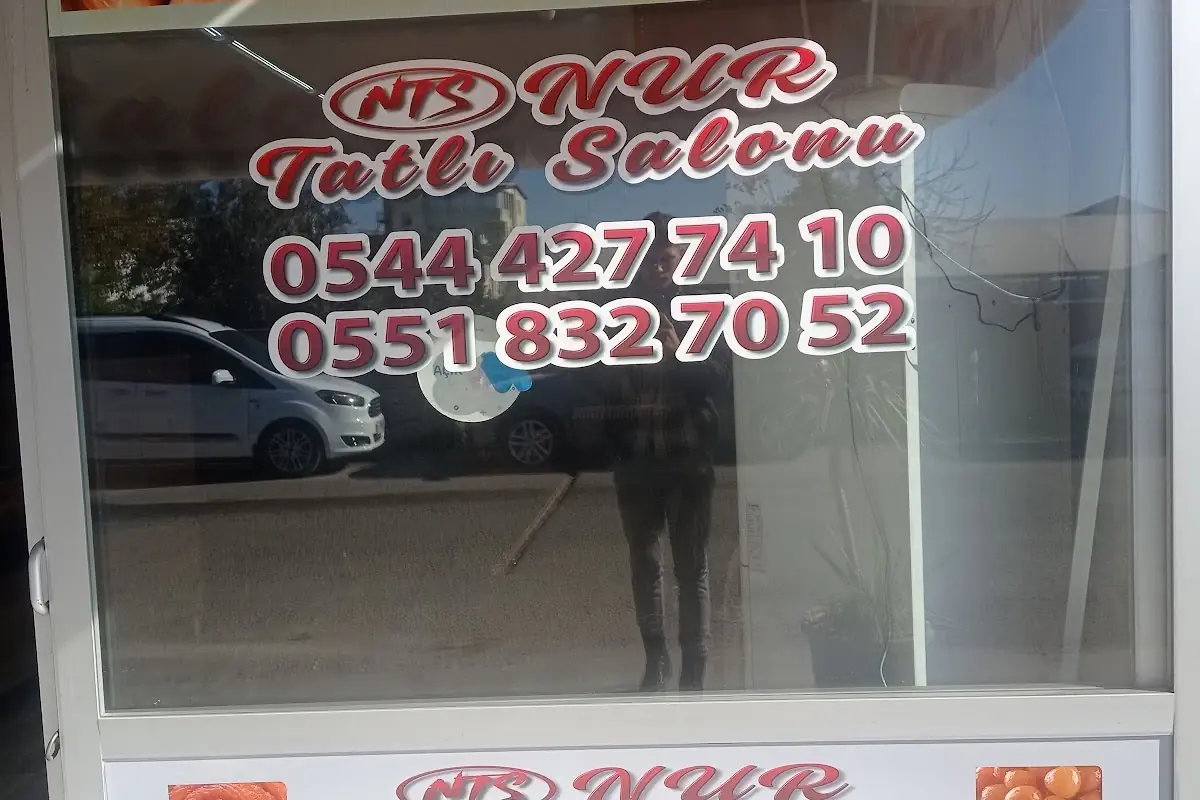 NTS NUR
Tatlı Salonu
0544 427 74 10
0551 832 70 52
NTS NUR